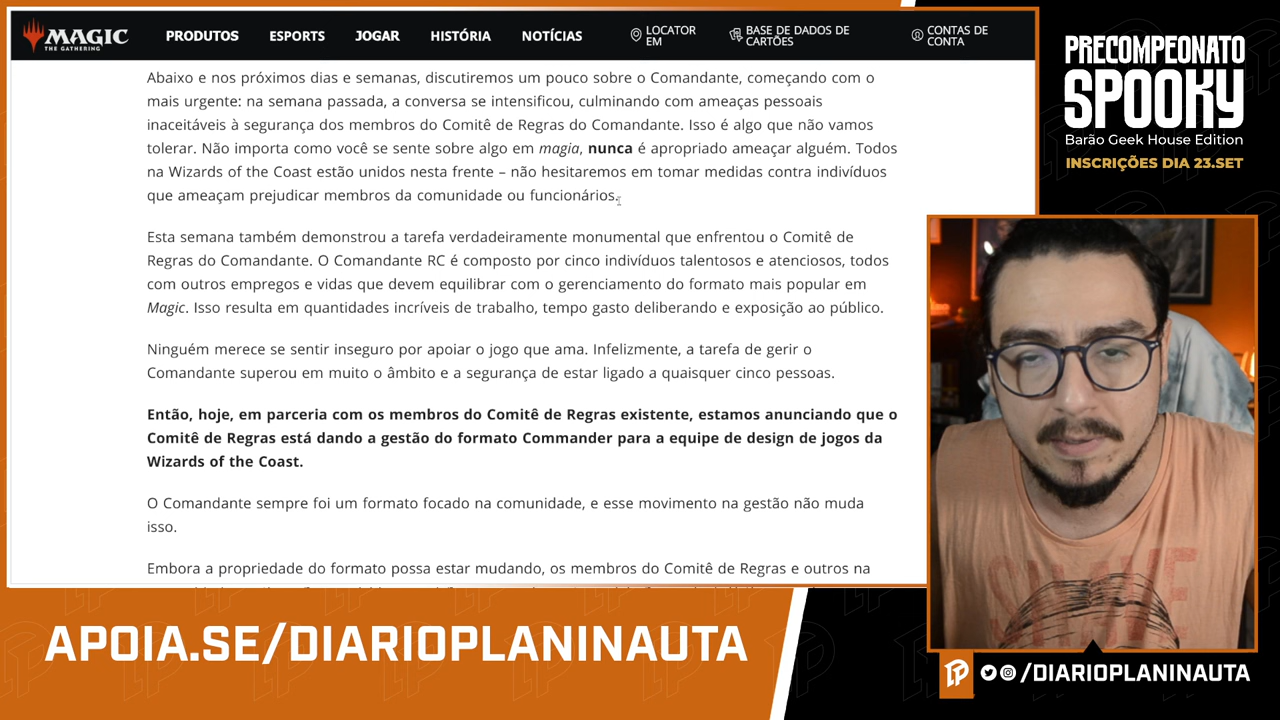 MAGIC
THE GATHERING
PRODUTOS
ESPORTS
JOGAR
HISTÓRIA
NOTÍCIAS
LOCATOR
EM
BASE DE DADOS DE
CARTÕES
CONTAS DE
CONTA
Abaixo e nos próximos dias e semanas, discutiremos um pouco sobre o Comandante, começando com o
mais urgente: na semana passada, a conversa se intensificou, culminando com ameaças pessoais
inaceitáveis à segurança dos membros do Comitê de Regras do Comandante. Isso é algo que não vamos
tolerar. Não importa como você se sente sobre algo em magia, nunca é apropriado ameaçar alguém. Todos
na Wizards of the Coast estão unidos nesta frente – não hesitaremos em tomar medidas contra indivíduos
que ameaçam prejudicar membros da comunidade ou funcionários.
Esta semana também demonstrou a tarefa verdadeiramente monumental que enfrentou o Comitê de
Regras do Comandante. O Comandante RC é composto por cinco indivíduos talentosos e atenciosos, todos
com outros empregos e vidas que devem equilibrar com o gerenciamento do formato mais popular em
Magic. Isso resulta em quantidades incríveis de trabalho, tempo gasto deliberando e exposição ao público.
Ninguém merece se sentir inseguro por apoiar o jogo que ama. Infelizmente, a tarefa de gerir o
Comandante superou em muito o âmbito e a segurança de estar ligado a quaisquer cinco pessoas.
Então, hoje, em parceria com os membros do Comitê de Regras existente, estamos anunciando que o
Comitê de Regras está dando a gestão do formato Commander para a equipe de design de jogos da
Wizards of the Coast.
O Comandante sempre foi um formato focado na comunidade, e esse movimento na gestão não muda
isso.
Embora a propriedade do formato possa estar mudando, os membros do Comitê de Regras e outros na
PRECOMPEONATO
SPOOKY
Barão Geek House Edition
INSCRIÇÕES DIA 23.SET
APOIA.SE/DIARIOPLANINAUTA
/DIARIOPLANINAUTA